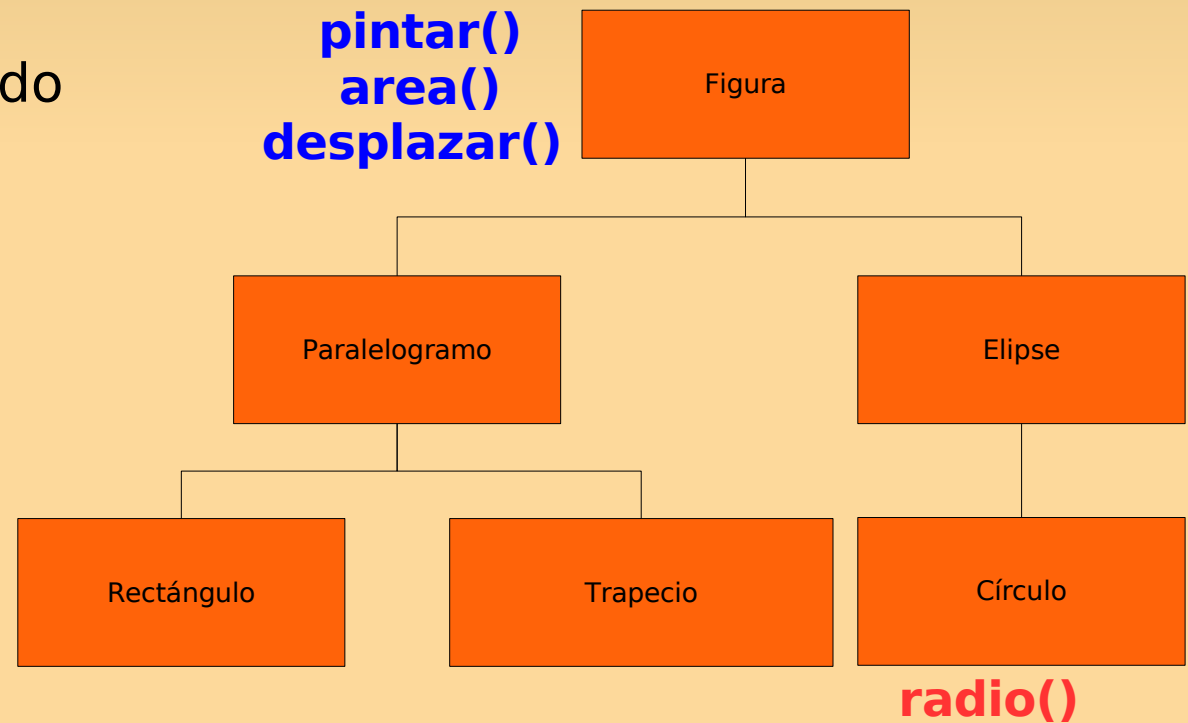 pintar()
do
area()
desplazar()
Figura
Paralelogramo
Elipse
Rectángulo
Trapecio
Círculo
radio()